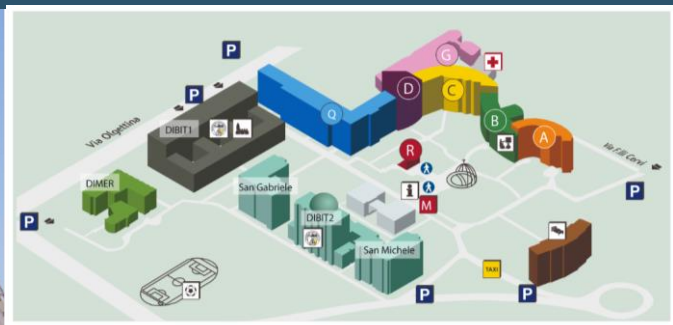 P
G
D
C
P
Q
B
A
Via Olgettina
DIBIT1
R
Via F.lli Cervi
DIMER
San Gabriele
i
P
P
M
DIBIT2
San Michele
TAXI
P
P